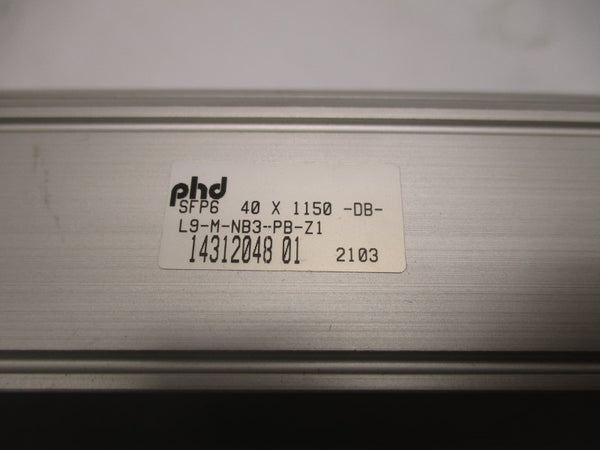 phd
SFP6 40 X 1150 -DB-
L9-M-NB3-PB-Z1
14312048 01 2103